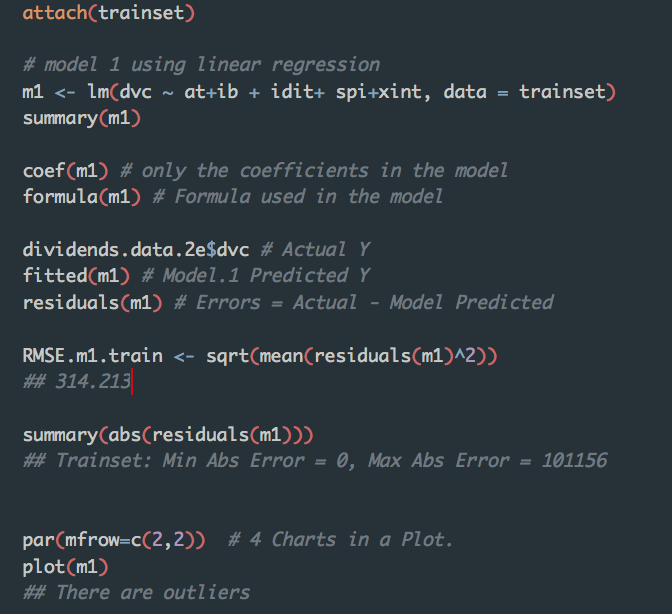 attach(trainset)
# model 1 using linear regression
m1 <- lm(dvc ~ at+ib + idit+ spi+xint, data = trainset)
summary(m1)
coef(m1) # only the coefficients in the model
formula(m1) # Formula used in the model
dividends.data.2e$dvc # Actual Y
fitted(m1) # Model.1 Predicted Y
residuals(m1) # Errors = Actual - Model Predicted
RMSE.m1.train <- sqrt(mean(residuals(m1)^2))
## 314.213
summary(abs(residuals(m1)))
## Trainset: Min Abs Error = 0, Max Abs Error = 101156
par(mfrow=c(2,2))  # 4 Charts in a Plot.
plot(m1)
## There are outliers